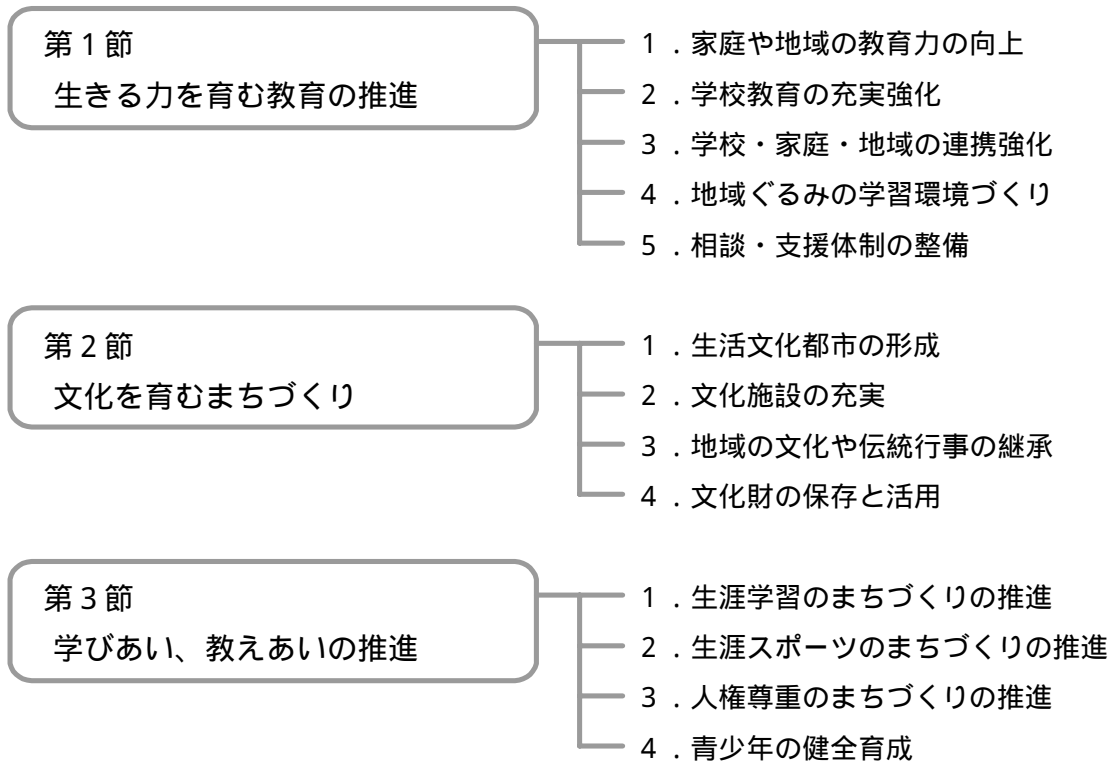 第1節
生きる力を育む教育の推進
1．家庭や地域の教育力の向上
2．学校教育の充実強化
3．学校・家庭・地域の連携強化
4．地域ぐるみの学習環境づくり
5．相談・支援体制の整備
第2節
文化を育むまちづくり
1．生活文化都市の形成
2．文化施設の充実
3．地域の文化や伝統行事の継承
4．文化財の保存と活用
第3節
学びあい、教えあいの推進
1．生涯学習のまちづくりの推進
2．生涯スポーツのまちづくりの推進
3．人権尊重のまちづくりの推進
4．青少年の健全育成